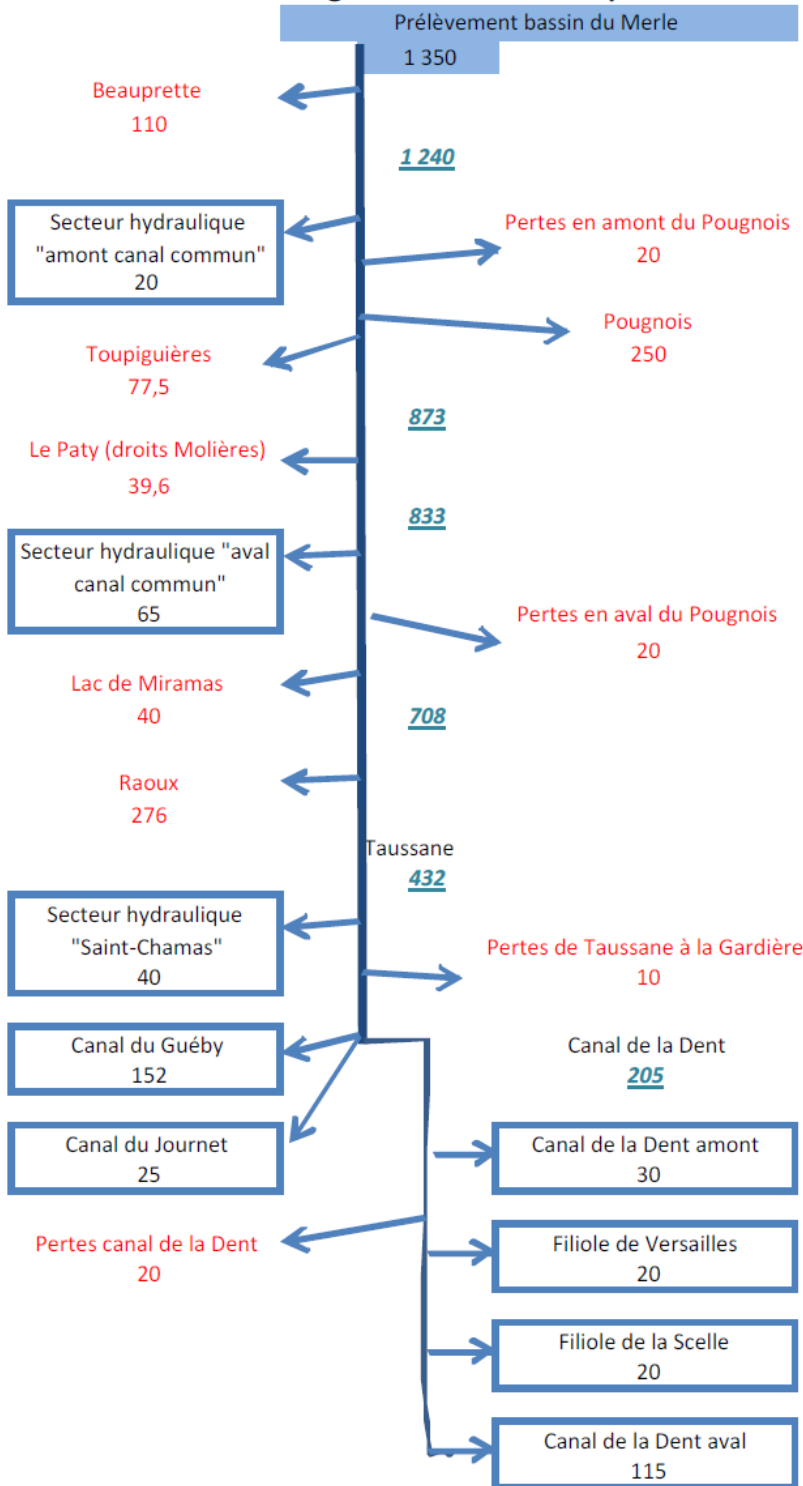 Prélèvement bassin du Merle
1 350
Beauprette
110
1 240
Secteur hydraulique
"amont canal commun"
20
Pertes en amont du Pougnois
20
Pougnois
250
Toupiguières
77,5
873
Le Paty (droits Molières)
39,6
833
Secteur hydraulique "aval
canal commun"
65
Pertes en aval du Pougnois
20
Lac de Miramas
40
708
Raoux
276
Taussane
432
Secteur hydraulique
"Saint-Chamas"
40
Pertes de Taussane à la Gardière
10
Canal du Guéby
152
Canal de la Dent
205
Canal du Journet
25
Canal de la Dent amont
30
Pertes canal de la Dent
20
Filiole de Versailles
20
Filiole de la Scelle
20
Canal de la Dent aval
115